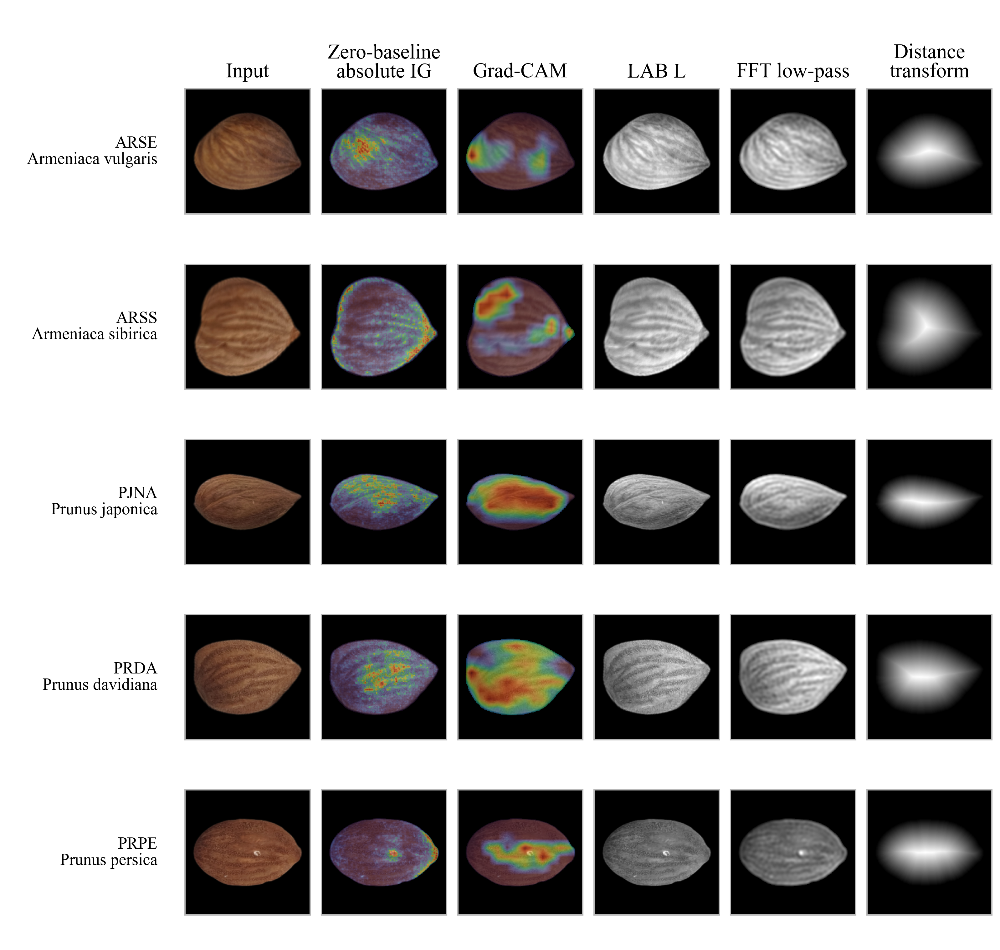 Input
Zero-baseline
absolute IG
Grad-CAM
LAB L
FFT low-pass
Distance
transform
ARSE
Armeniaca vulgaris
ARSS
Armeniaca sibirica
PJNA
Prunus japonica
PRDA
Prunus davidiana
PRPE
Prunus persica